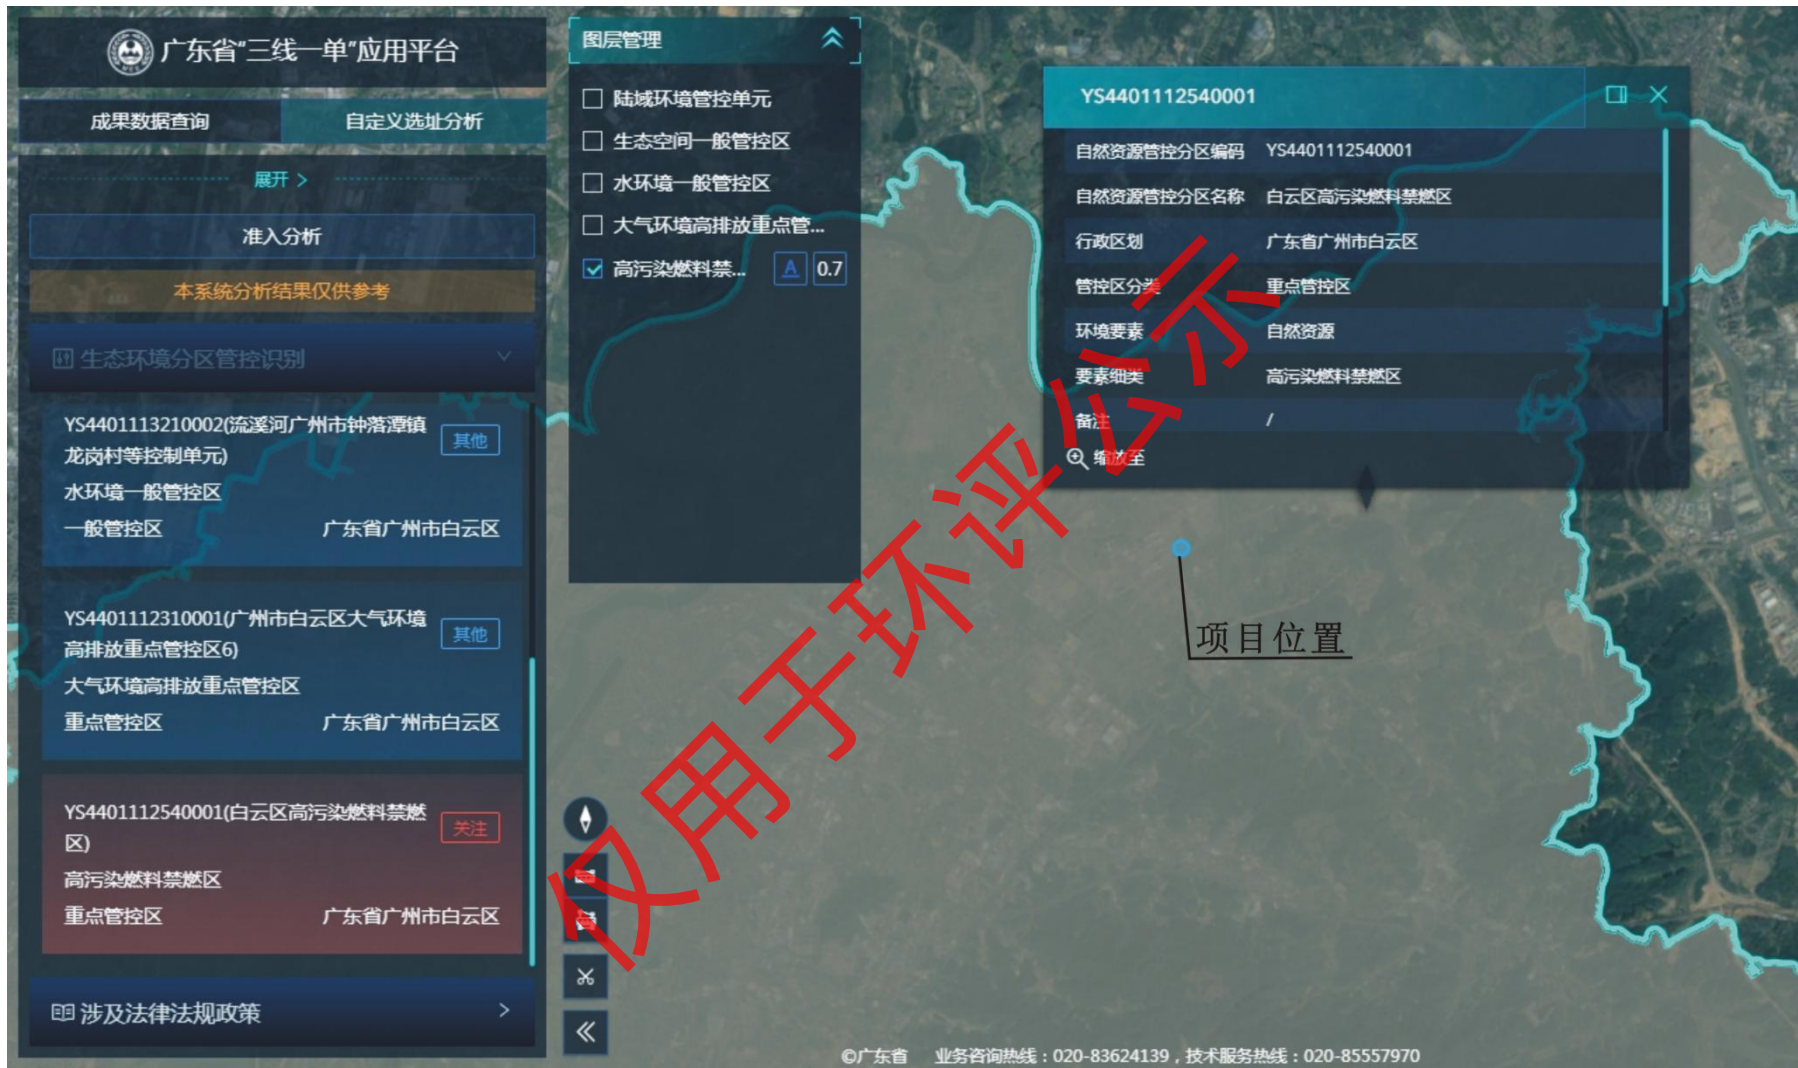 广东省“三线一单”应用平台
成果数据查询
自定义选址分析
展开 >
准入分析
本系统分析结果仅供参考
生态环境分区管控识别
YS4401113210002(流溪河广州市钟落潭镇
龙岗村等控制单元)
其他
水环境一般管控区
一般管控区
广东省广州市白云区
YS4401112310001(广州市白云区大气环境
高排放重点管控区6)
其他
大气环境高排放重点管控区
重点管控区
广东省广州市白云区
YS4401112540001(白云区高污染燃料禁燃
区)
关注
高污染燃料禁燃区
重点管控区
广东省广州市白云区
涉及法律法规政策
图层管理
陆域环境管控单元
生态空间一般管控区
水环境一般管控区
大气环境高排放重点管...
高污染燃料禁... A 0.7
YS4401112540001
自然资源管控分区编码 YS4401112540001
自然资源管控分区名称 白云区高污染燃料禁燃区
行政区划 广东省广州市白云区
管控区分类 重点管控区
环境要素 自然资源
要素细类 高污染燃料禁燃区
备注 /
缩放至
项目位置
仅用于环评公示
©广东省 业务咨询热线：020-83624139，技术服务热线：020-85557970